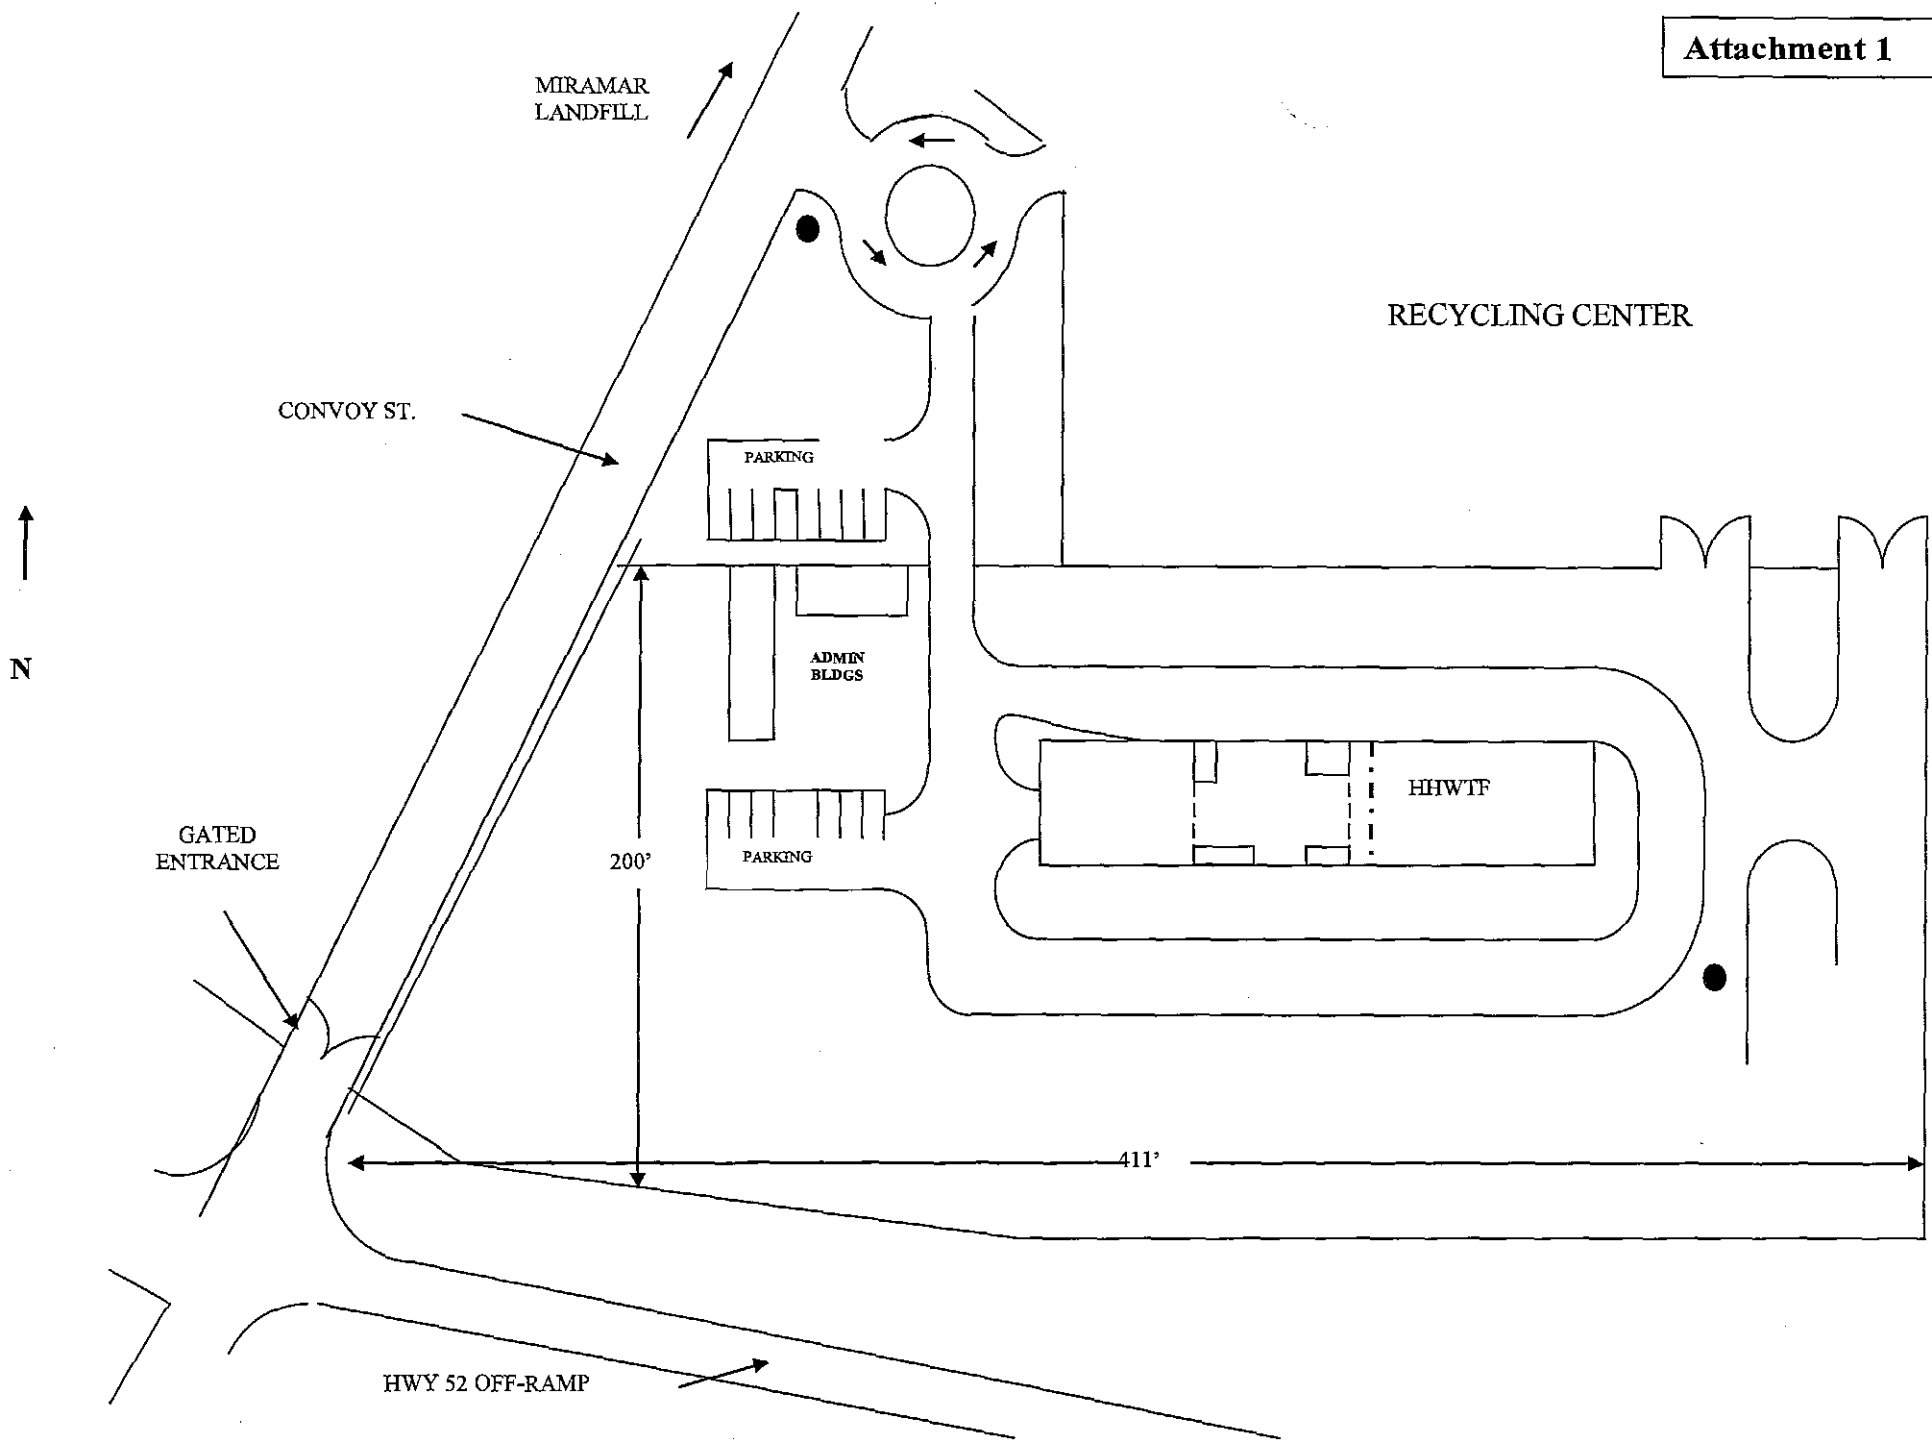 Attachment 1
MIRAMAR
LANDFILL
RECYCLING CENTER
CONVOY ST.
PARKING
N
ADMIN
BLDGS
HHWTF
GATED
ENTRANCE
200’
PARKING
411’
HWY 52 OFF-RAMP